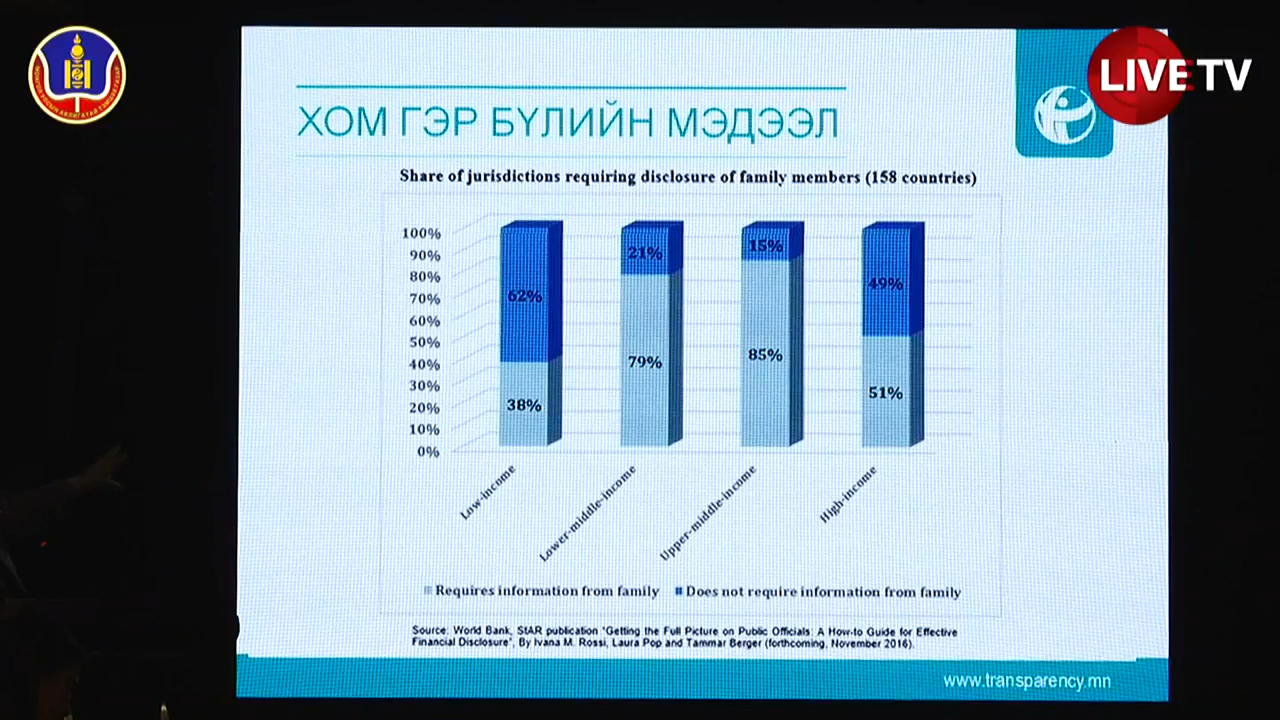 LIVE TV
ХОМ ГЭР БҮЛИЙН МЭДЭЭЛ
Share of jurisdictions requiring disclosure of family members (158 countries)
100%
90%
80%
70%
60%
50%
40%
30%
20%
10%
0%
62%
38%
21%
79%
15%
85%
49%
51%
Low-income
Lower-middle-income
Upper-middle-income
High-income
Requires information from family
Does not require information from family
Source: World Bank, StAR publication "Getting the Full Picture on Public Officials: A How-to Guide for Effective
Financial Disclosure", By Ivana M. Rossi, Laura Pop and Tammar Berger (forthcoming, November 2016).
www.transparency.mn